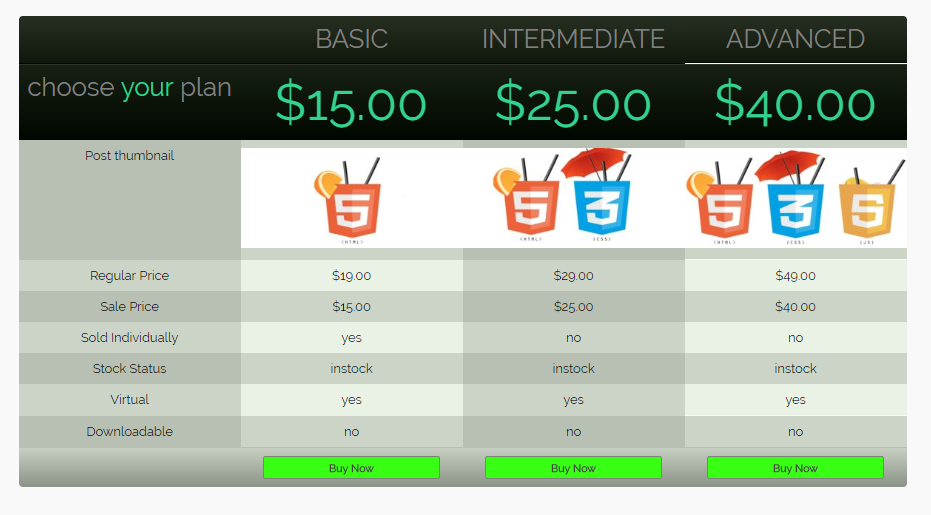 BASIC INTERMEDIATE ADVANCED
choose your plan $15.00 $25.00 $40.00
Post thumbnail
5 5 3 5 3 5
(HTML) (HTML) (CSS) (HTML) (CSS) (JS)
Regular Price $19.00 $29.00 $49.00
Sale Price $15.00 $25.00 $40.00
Sold Individually yes no no
Stock Status instock instock instock
Virtual yes yes yes
Downloadable no no no
Buy Now Buy Now Buy Now